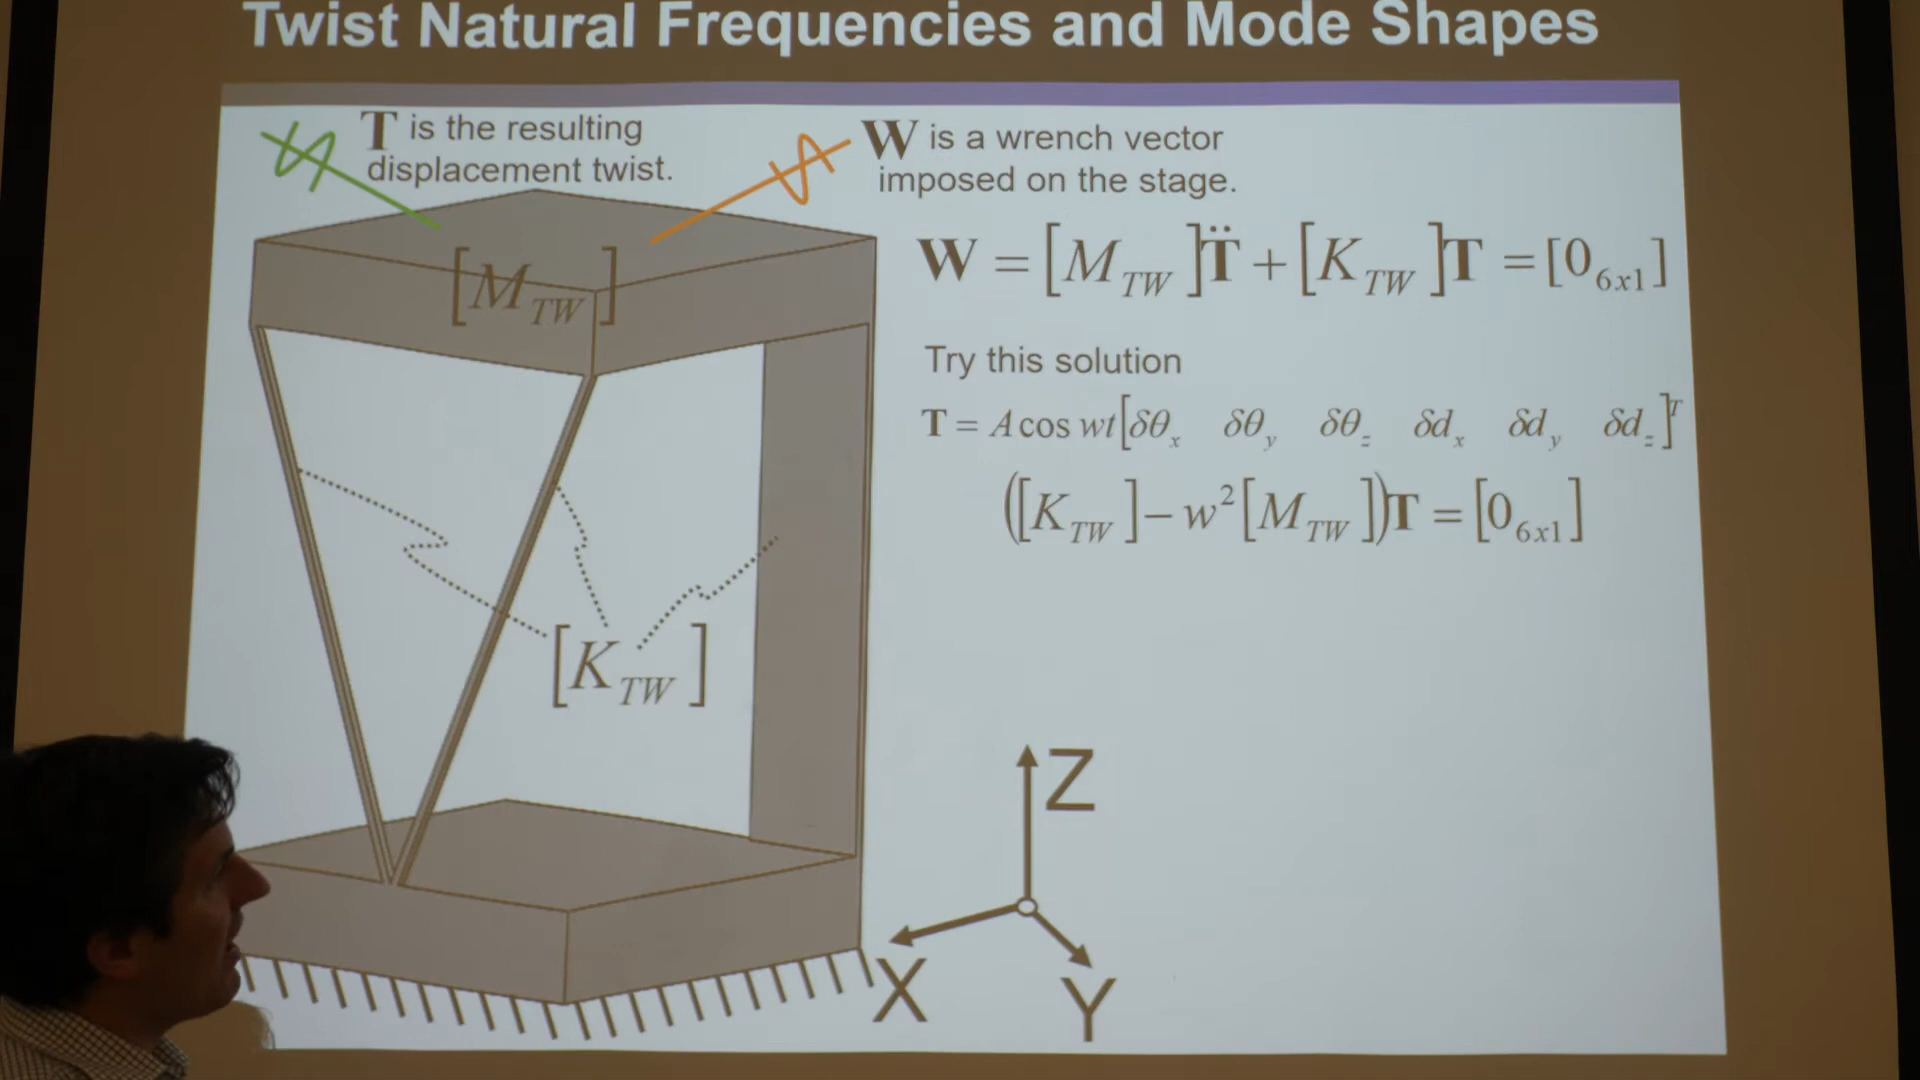 Twist Natural Frequencies and Mode Shapes
T is the resulting
displacement twist.
W is a wrench vector
imposed on the stage.
[M_TW]
W = [M_TW]T̈ + [K_TW]T = [0_6x1]
Try this solution
T = A cos wt[δθ_x δθ_y δθ_z δd_x δd_y δd_z]^T
([K_TW] − w²[M_TW])T = [0_6x1]
[K_TW]
Z
X
Y